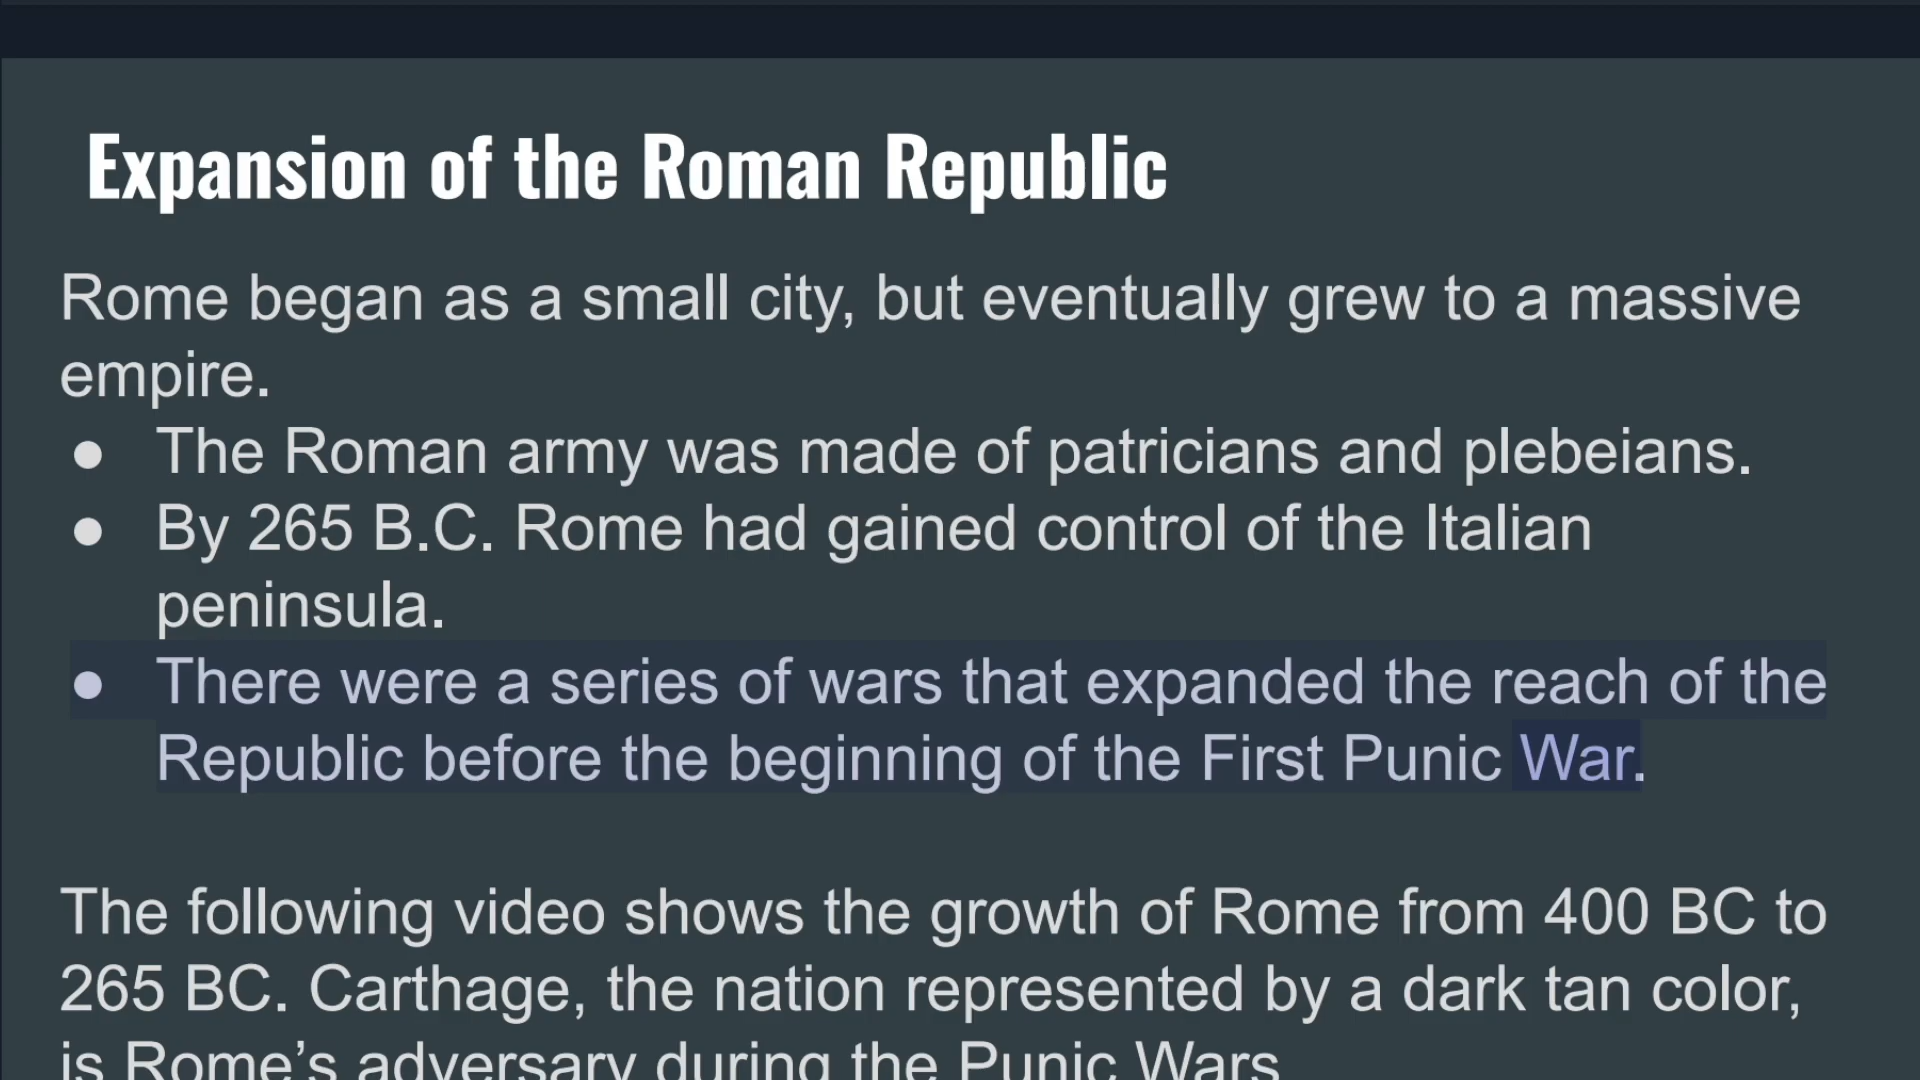 Expansion of the Roman Republic
Rome began as a small city, but eventually grew to a massive
empire.
● The Roman army was made of patricians and plebeians.
● By 265 B.C. Rome had gained control of the Italian
peninsula.
● There were a series of wars that expanded the reach of the
Republic before the beginning of the First Punic War.
The following video shows the growth of Rome from 400 BC to
265 BC. Carthage, the nation represented by a dark tan color,
is Rome’s adversary during the Punic Wars